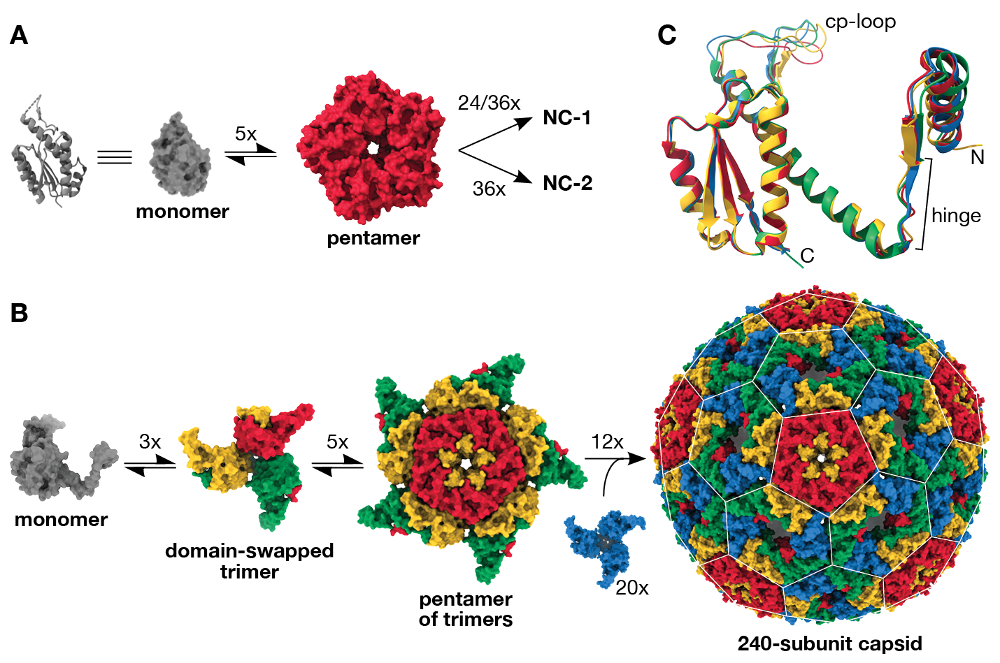 A
5x
monomer
pentamer
24/36x
NC-1
36x
NC-2
C
cp-loop
N
hinge
C
B
monomer
3x
domain-swapped
trimer
5x
pentamer
of trimers
12x
20x
240-subunit capsid